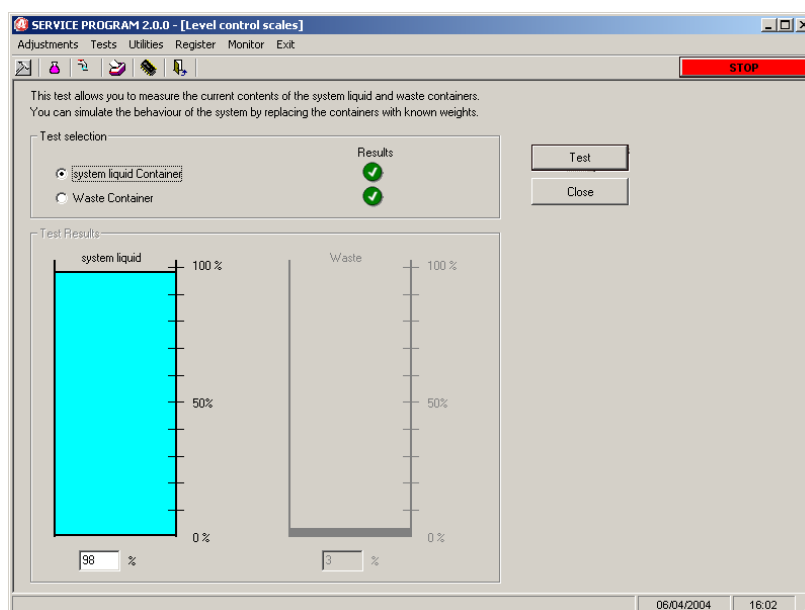 SERVICE PROGRAM 2.0.0 - [Level control scales]
Adjustments Tests Utilities Register Monitor Exit
STOP
This test allows you to measure the current contents of the system liquid and waste containers.
You can simulate the behaviour of the system by replacing the containers with known weights.
Test selection
Results
system liquid Container
Waste Container
Test
Close
Test Results
system liquid
100 %
50%
0 %
98 %
Waste
100 %
50%
0 %
3 %
06/04/2004 16:02